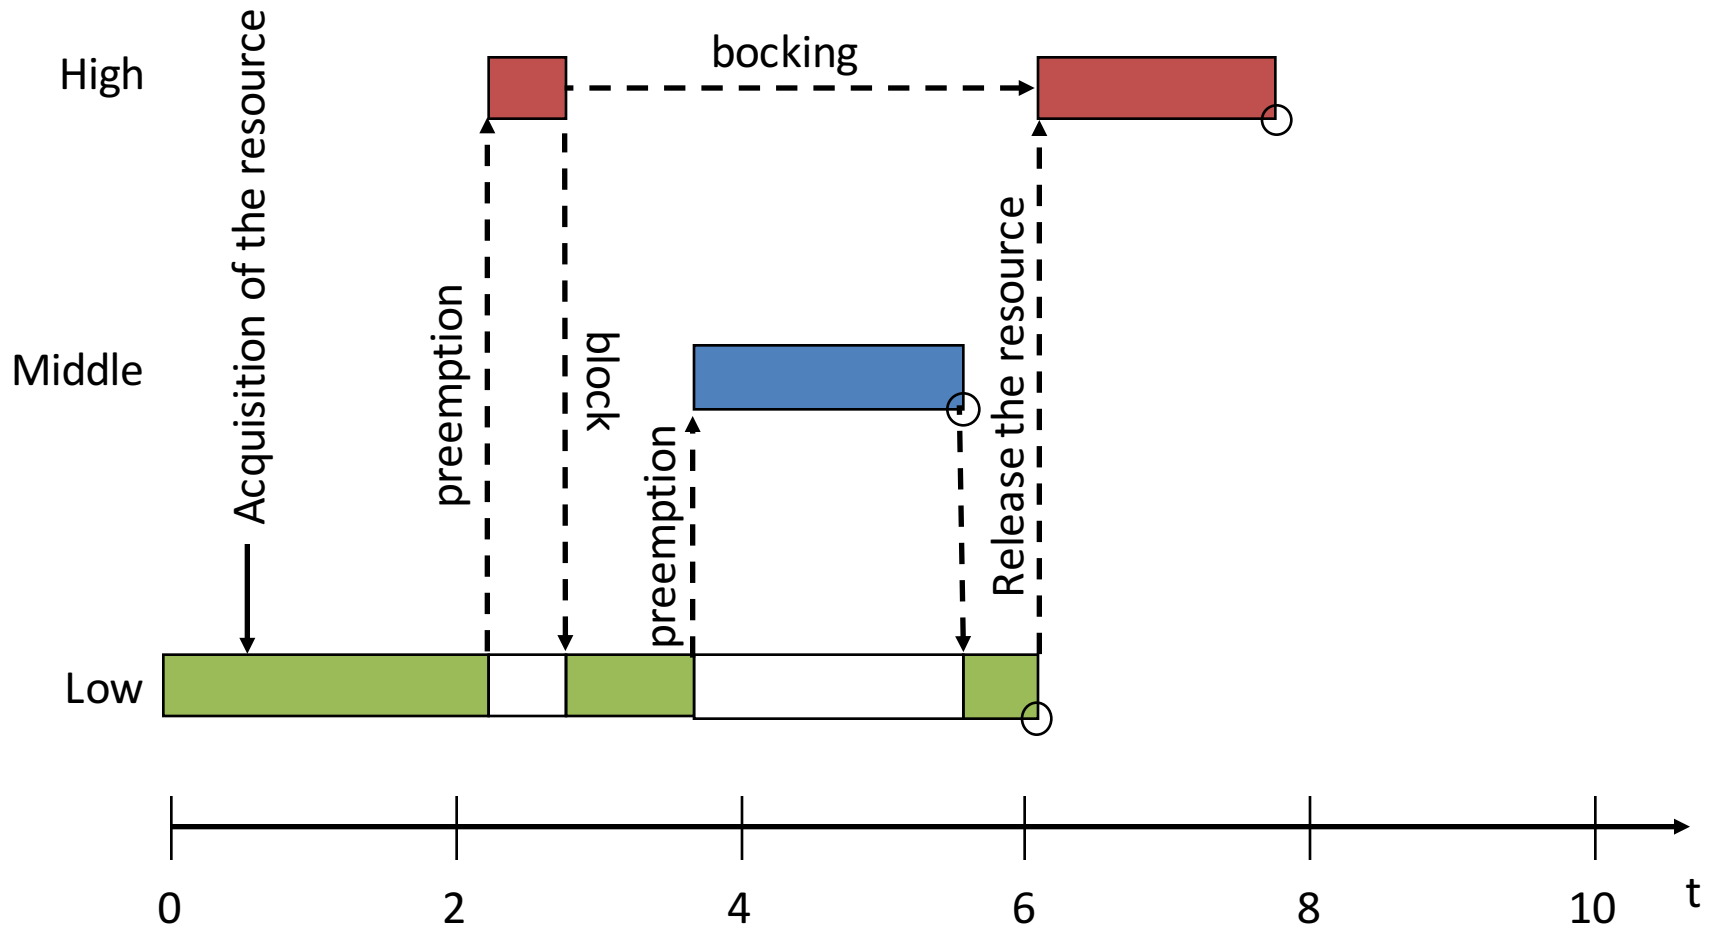 High
Middle
Low
Acquisition of the resource
preemption
block
bocking
preemption
Release the resource
0
2
4
6
8
10
t